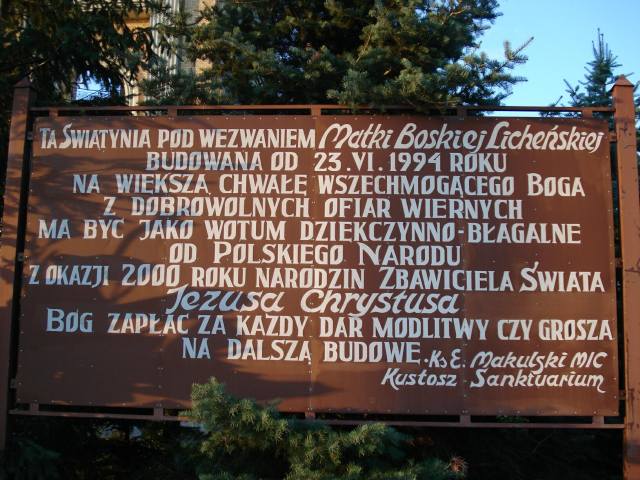 TA ŚWIĄTYNIA POD WEZWANIEM Matki Boskiej Licheńskiej
BUDOWANA OD 23.VI.1994 ROKU
NA WIĘKSZĄ CHWAŁĘ WSZECHMOGĄCEGO BOGA
Z DOBROWOLNYCH OFIAR WIERNYCH
MA BYĆ JAKO WOTUM DZIĘKCZYNNO-BŁAGALNE
OD POLSKIEGO NARODU
Z OKAZJI 2000 ROKU NARODZIN ZBAWICIELA ŚWIATA
Jezusa Chrystusa
BÓG ZAPŁAĆ ZA KAŻDY DAR MODLITWY CZY GROSZA
NA DALSZĄ BUDOWĘ. Ks E. Makulski MIC
Kustosz Sanktuarium